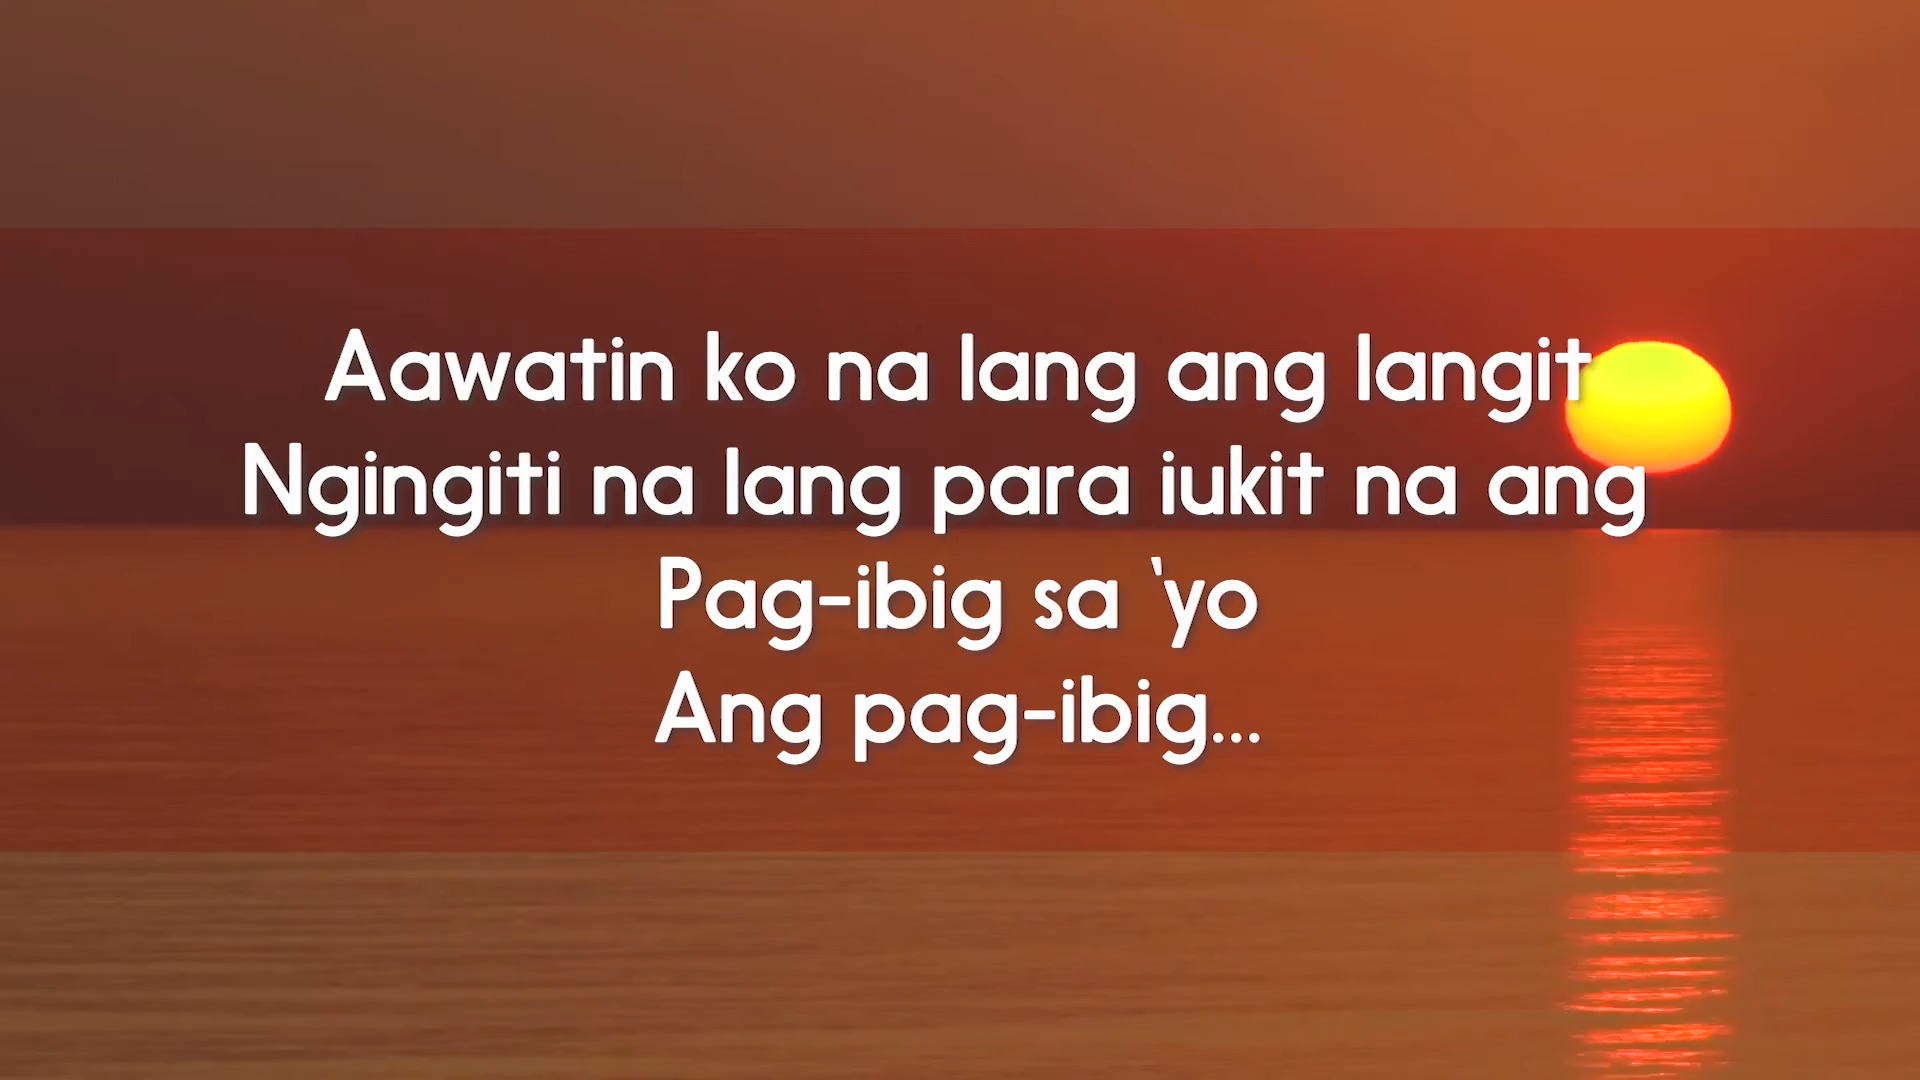 Aawatin ko na lang ang langit
Ngingiti na lang para iukit na ang
Pag-ibig sa 'yo
Ang pag-ibig...